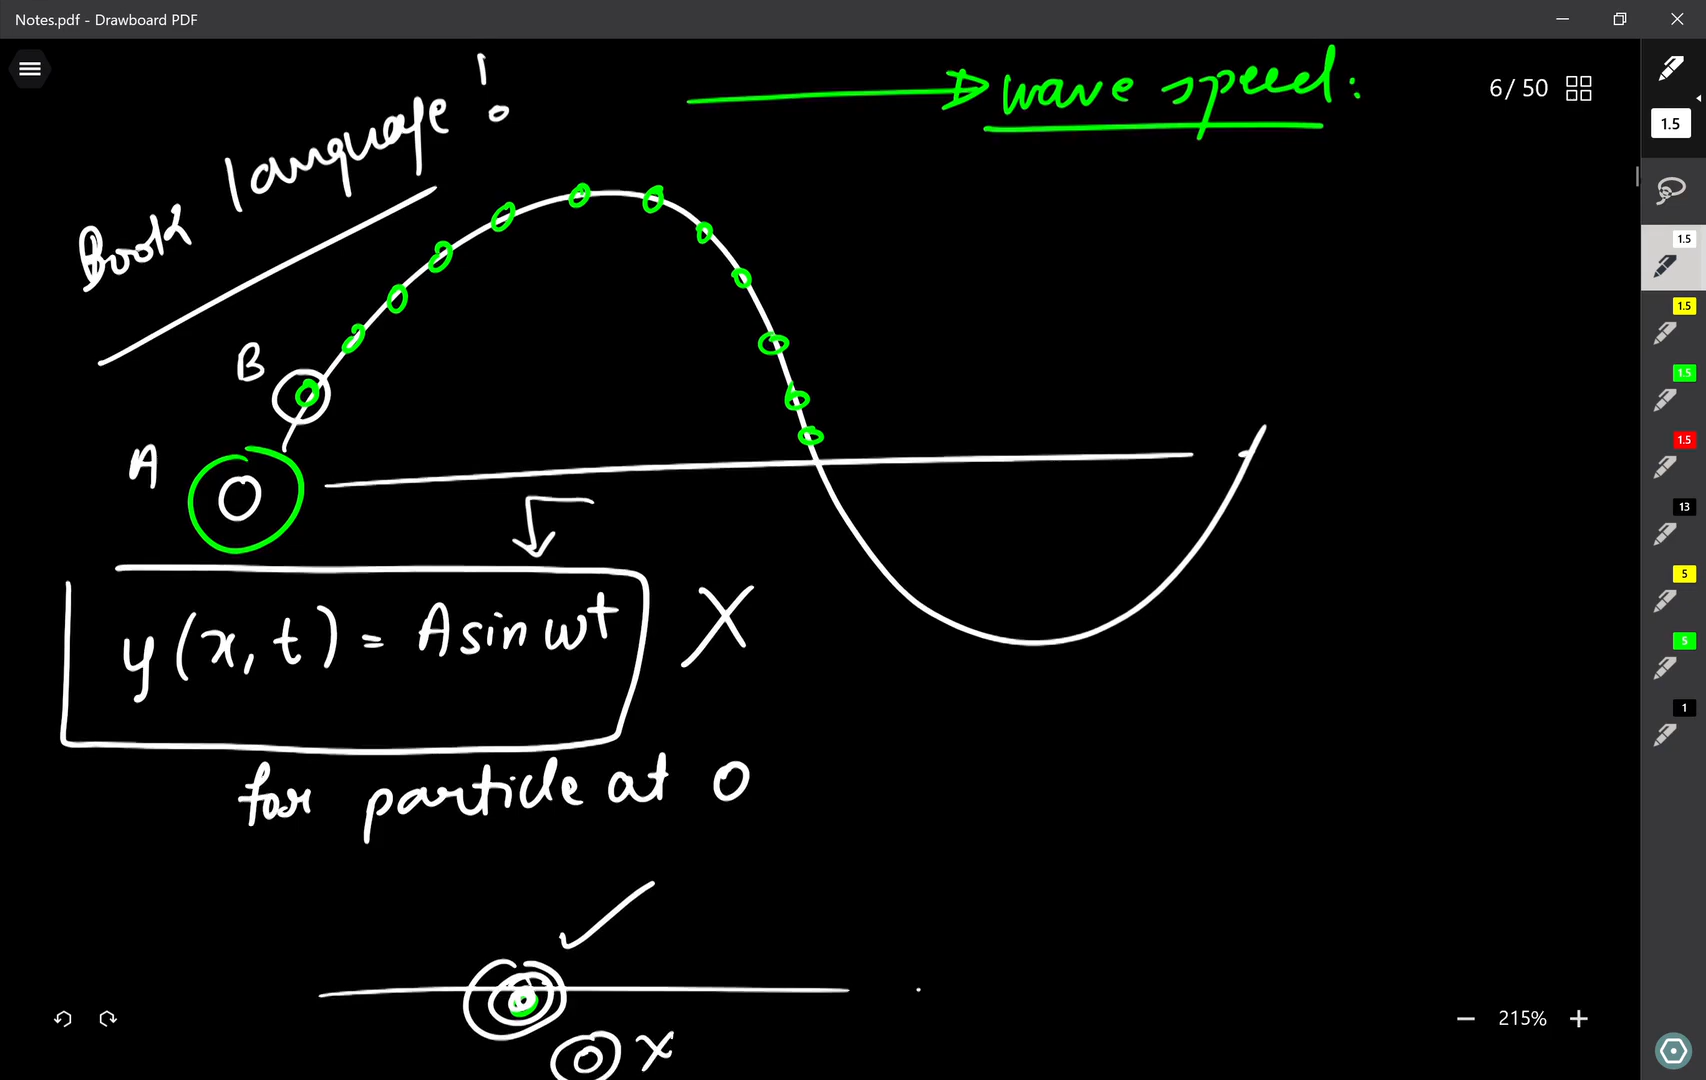 Notes.pdf - Drawboard PDF
wave speed:
6 / 50
Book language!
B
A
y(x,t) = A sin wt X
for particle at O
O X
1.5
1.5
1.5
1.5
1.5
13
5
5
1
215%